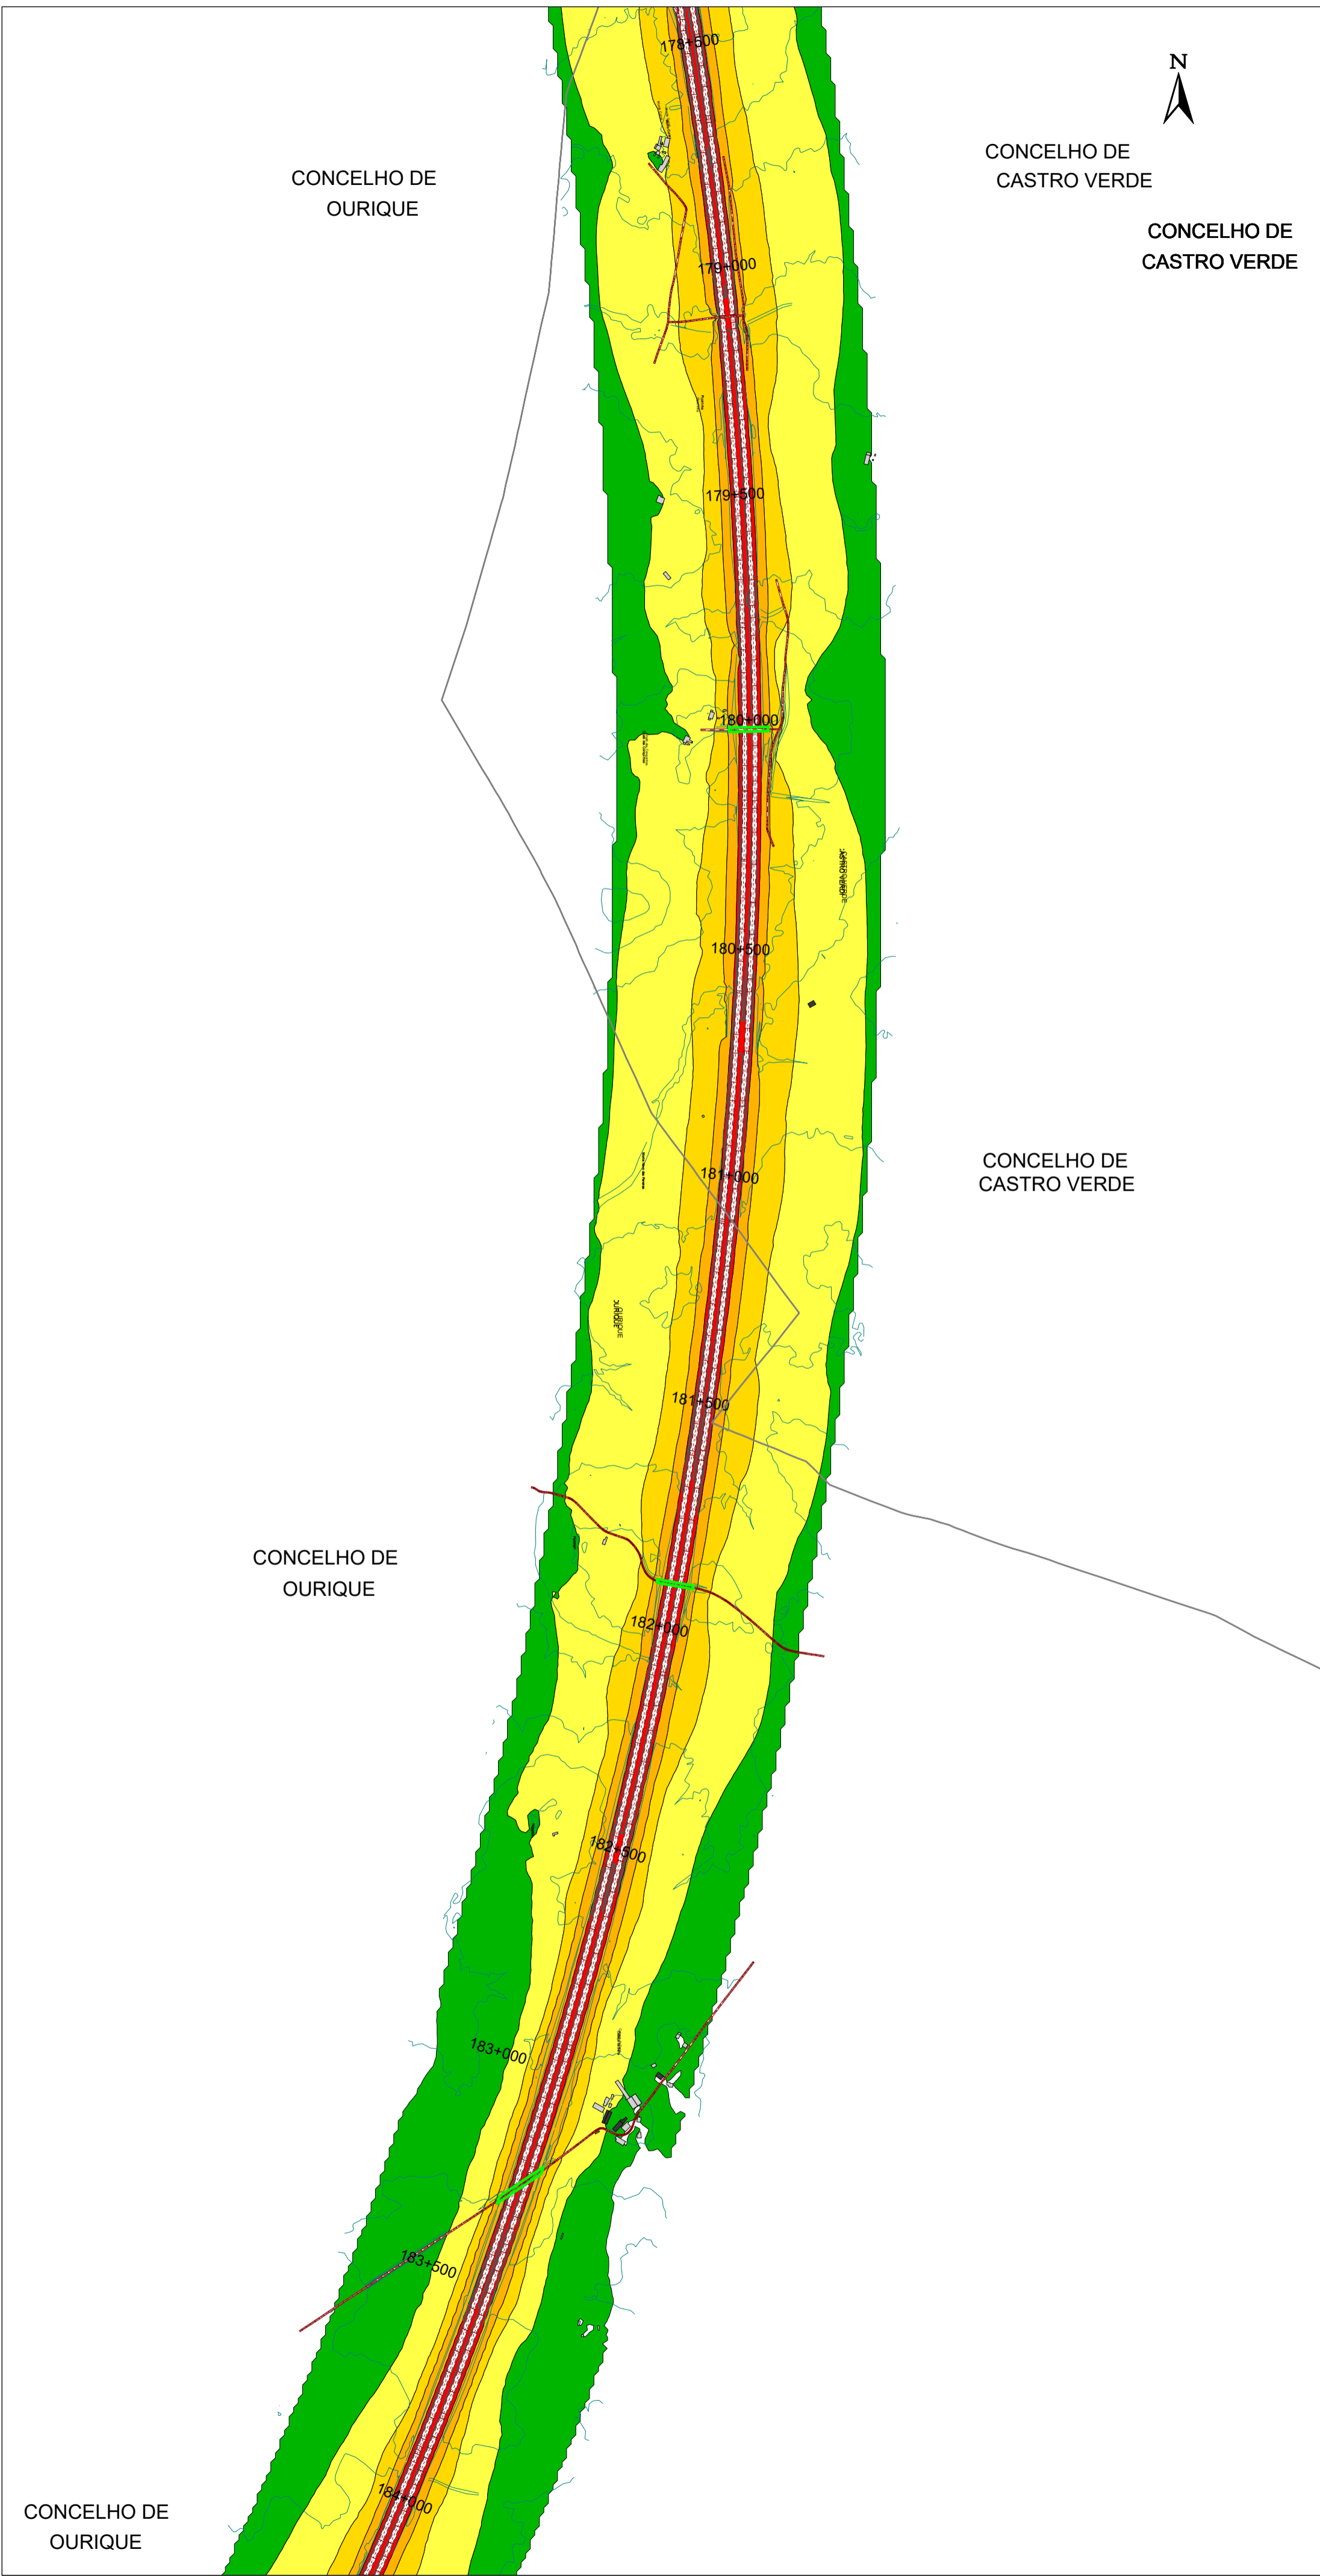 178+500
N
CONCELHO DE
CASTRO VERDE
CONCELHO DE
OURIQUE
CONCELHO DE
CASTRO VERDE
179+000
179+500
180+000
180+500
CONCELHO DE
CASTRO VERDE
181+000
OURIQUE
181+500
CONCELHO DE
OURIQUE
182+000
182+500
183+000
183+500
184+000
CONCELHO DE
OURIQUE